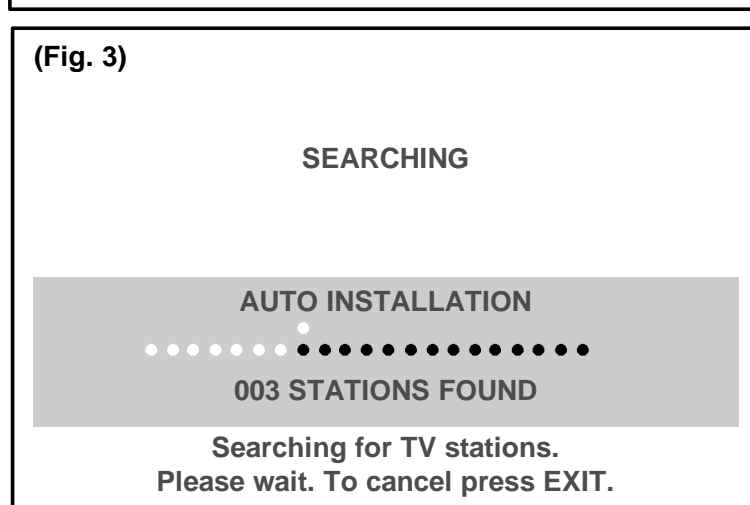 (Fig. 3)
SEARCHING
AUTO INSTALLATION
003 STATIONS FOUND
Searching for TV stations.
Please wait. To cancel press EXIT.